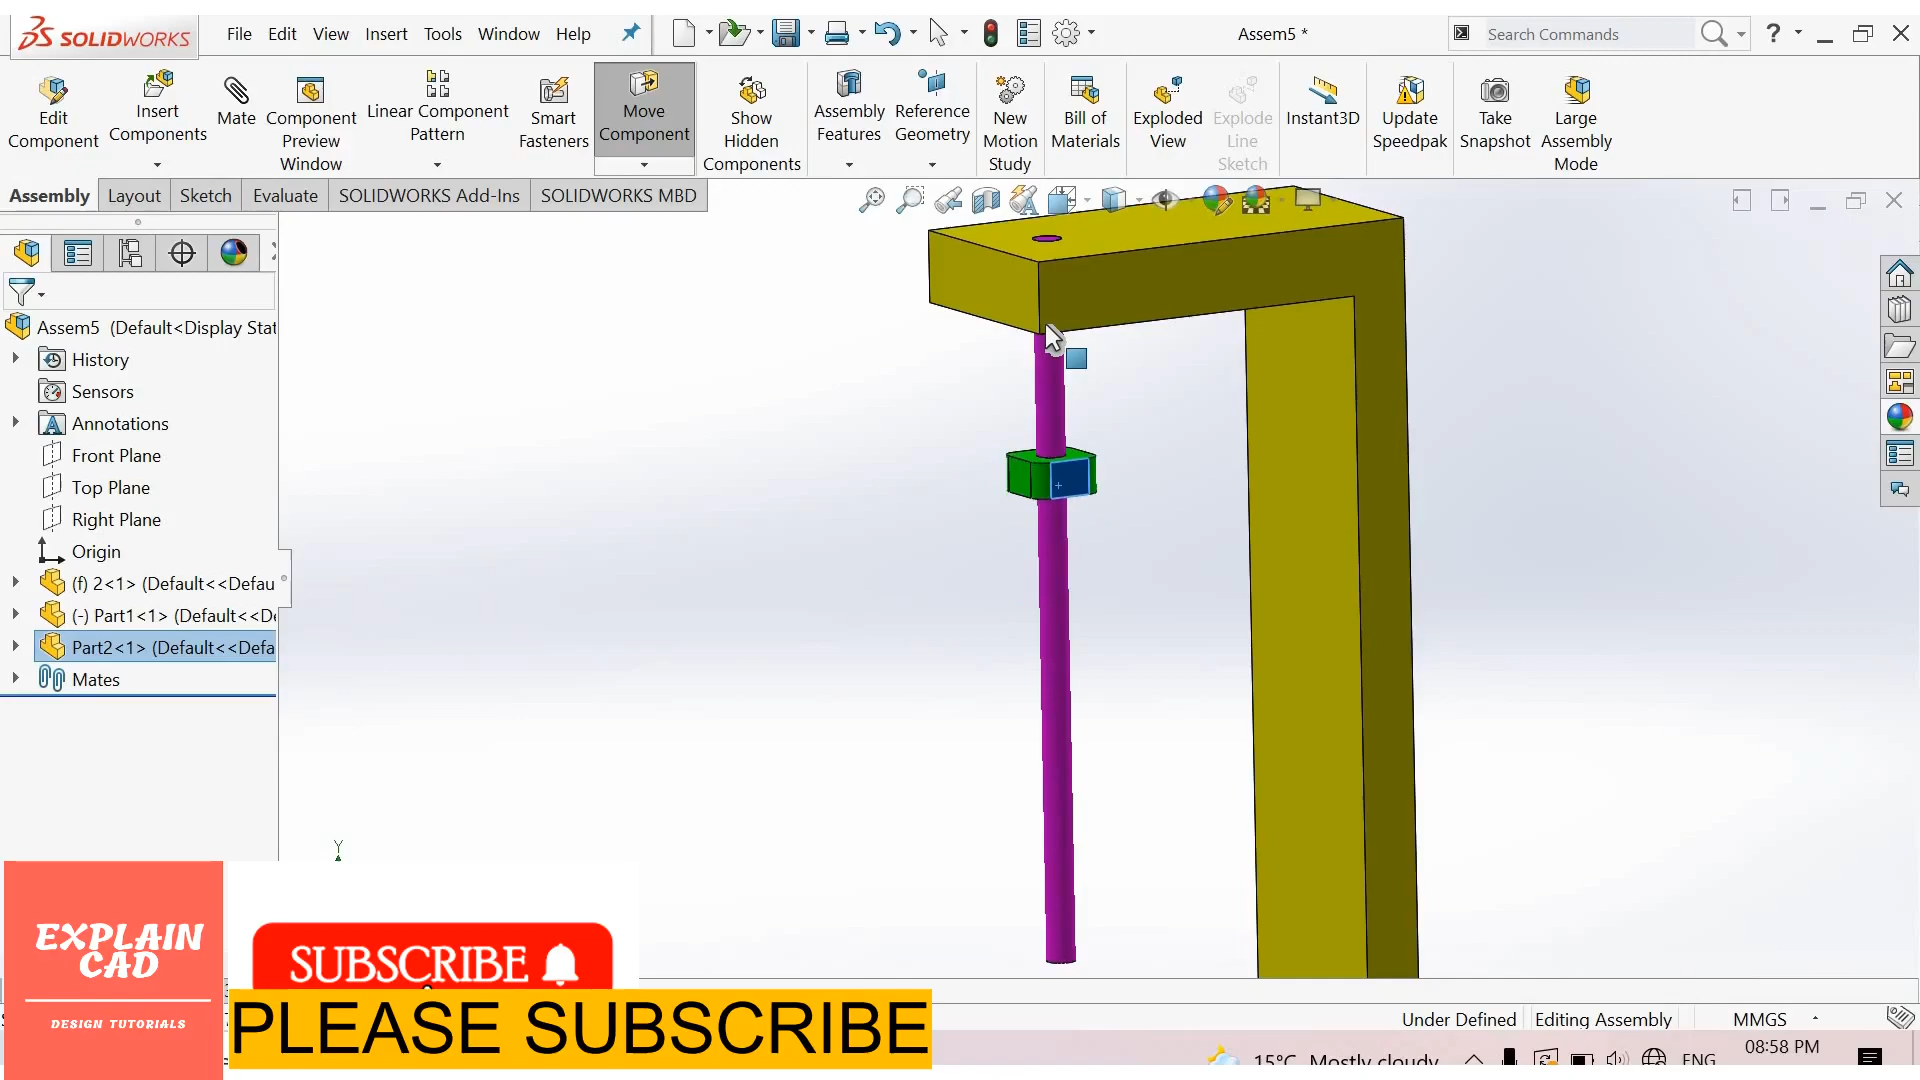 SOLIDWORKS File Edit View Insert Tools Window Help Assem5 * Search Commands ?
Edit Component
Insert Components
Mate
Component Preview Window
Linear Component Pattern
Smart Fasteners
Move Component
Show Hidden Components
Assembly Features
Reference Geometry
New Motion Study
Bill of Materials
Exploded View
Explode Line Sketch
Instant3D
Update Speedpak
Take Snapshot
Large Assembly Mode
Assembly Layout Sketch Evaluate SOLIDWORKS Add-Ins SOLIDWORKS MBD
Assem5 (Default<Display Stat
History
Sensors
Annotations
Front Plane
Top Plane
Right Plane
Origin
(f) 2<1> (Default<<Defau
(-) Part1<1> (Default<<De
Part2<1> (Default<<Defa
Mates
Y
EXPLAIN
CAD
DESIGN TUTORIALS
SUBSCRIBE
PLEASE SUBSCRIBE
Under Defined Editing Assembly MMGS
15°C Mostly cloudy ENG 08:58 PM